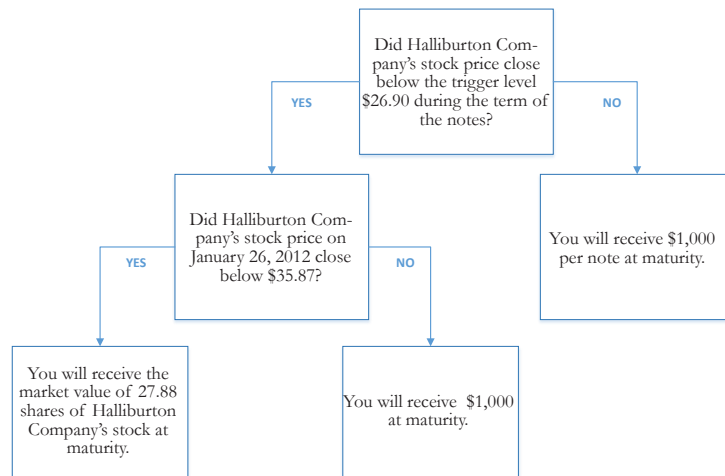 Did Halliburton Com-
pany's stock price close
below the trigger level
$26.90 during the term of
the notes?
YES
NO
Did Halliburton Com-
pany's stock price on
January 26, 2012 close
below $35.87?
You will receive $1,000
per note at maturity.
YES
NO
You will receive the
market value of 27.88
shares of Halliburton
Company's stock at
maturity.
You will receive $1,000
at maturity.